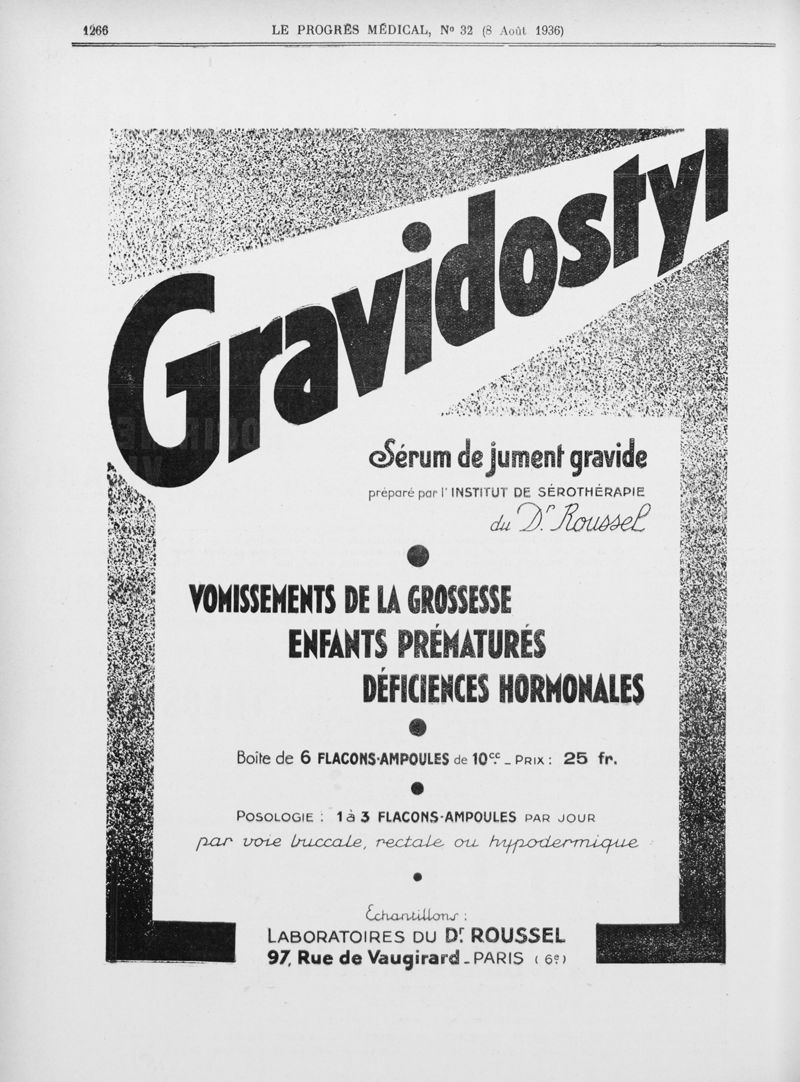 1266
LE PROGRÈS MÉDICAL, Nº 32 (8 Août 1936)
Gravidostyl
Sérum de jument gravide
préparé par l'INSTITUT DE SÉROTHÉRAPIE
du Dr Roussel
VOMISSEMENTS DE LA GROSSESSE
ENFANTS PRÉMATURÉS
DÉFICIENCES HORMONALES
Boîte de 6 FLACONS-AMPOULES de 10cc. _ PRIX : 25 fr.
POSOLOGIE : 1 à 3 FLACONS-AMPOULES PAR JOUR
par voie buccale, rectale ou hypodermique
Échantillons :
LABORATOIRES DU Dr ROUSSEL
97, Rue de Vaugirard _ PARIS (6e)